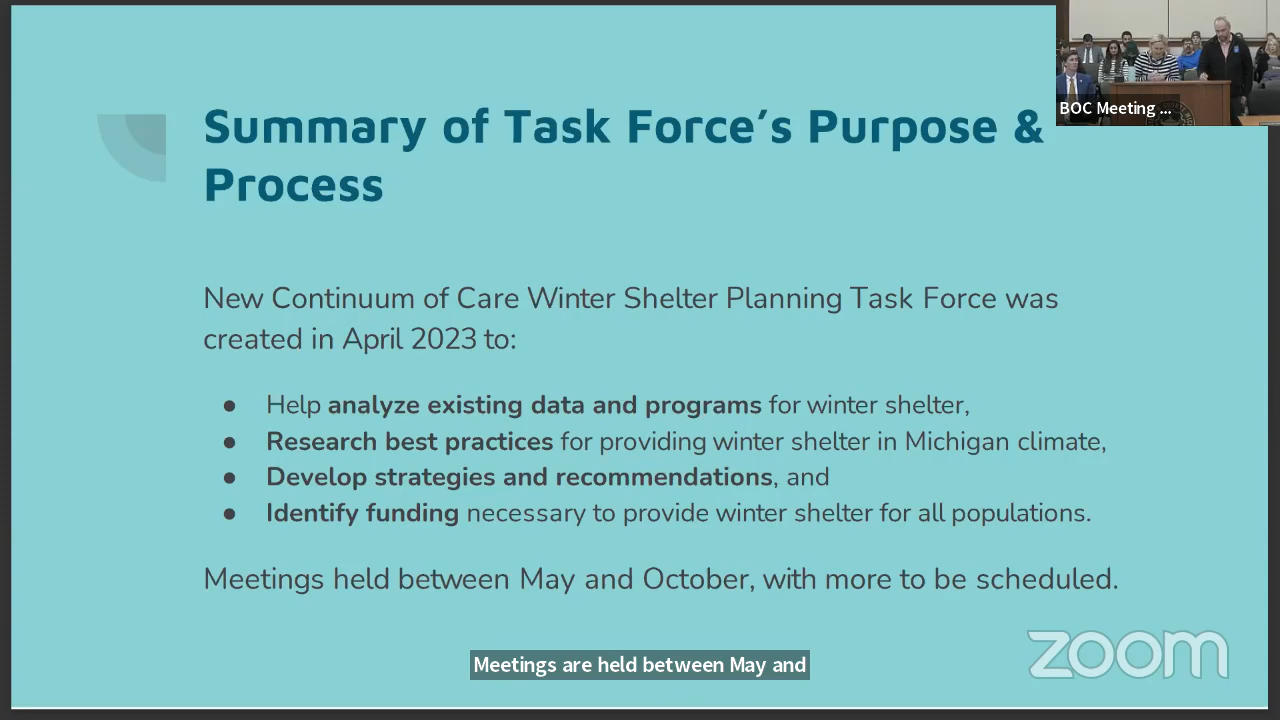 Summary of Task Force’s Purpose &
Process
BOC Meeting ...
New Continuum of Care Winter Shelter Planning Task Force was
created in April 2023 to:
● Help analyze existing data and programs for winter shelter,
● Research best practices for providing winter shelter in Michigan climate,
● Develop strategies and recommendations, and
● Identify funding necessary to provide winter shelter for all populations.
Meetings held between May and October, with more to be scheduled.
zoom
Meetings are held between May and